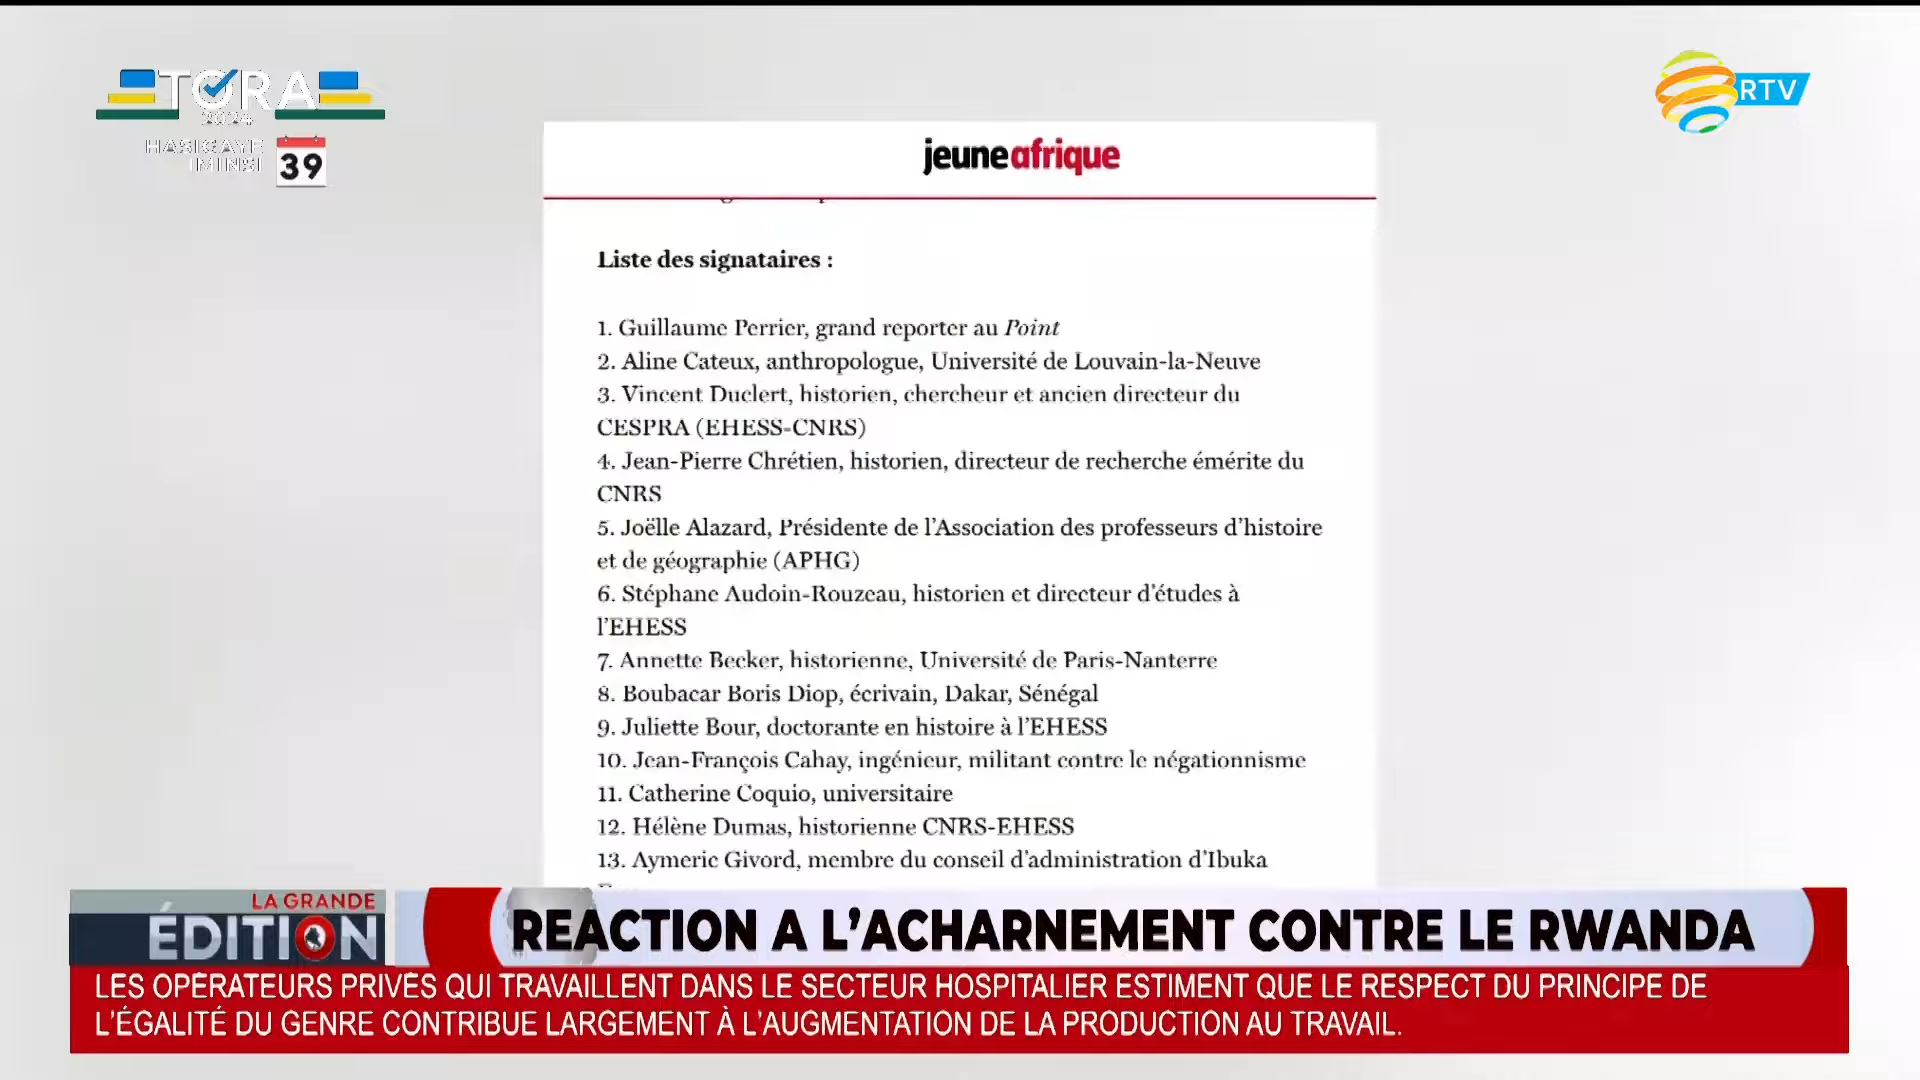 TORA
2024
HASIGAYE
IMINSI
39
RTV
jeuneafrique
Liste des signataires :
1. Guillaume Perrier, grand reporter au Point
2. Aline Cateux, anthropologue, Université de Louvain-la-Neuve
3. Vincent Duclert, historien, chercheur et ancien directeur du
CESPRA (EHESS-CNRS)
4. Jean-Pierre Chrétien, historien, directeur de recherche émérite du
CNRS
5. Joëlle Alazard, Présidente de l’Association des professeurs d’histoire
et de géographie (APHG)
6. Stéphane Audoin-Rouzeau, historien et directeur d’études à
l’EHESS
7. Annette Becker, historienne, Université de Paris-Nanterre
8. Boubacar Boris Diop, écrivain, Dakar, Sénégal
9. Juliette Bour, doctorante en histoire à l’EHESS
10. Jean-François Cahay, ingénieur, militant contre le négationnisme
11. Catherine Coquio, universitaire
12. Hélène Dumas, historienne CNRS-EHESS
13. Aymeric Givord, membre du conseil d’administration d’Ibuka
LA GRANDE
ÉDITION
REACTION A L’ACHARNEMENT CONTRE LE RWANDA
LES OPÉRATEURS PRIVÉS QUI TRAVAILLENT DANS LE SECTEUR HOSPITALIER ESTIMENT QUE LE RESPECT DU PRINCIPE DE
L’ÉGALITÉ DU GENRE CONTRIBUE LARGEMENT À L’AUGMENTATION DE LA PRODUCTION AU TRAVAIL.